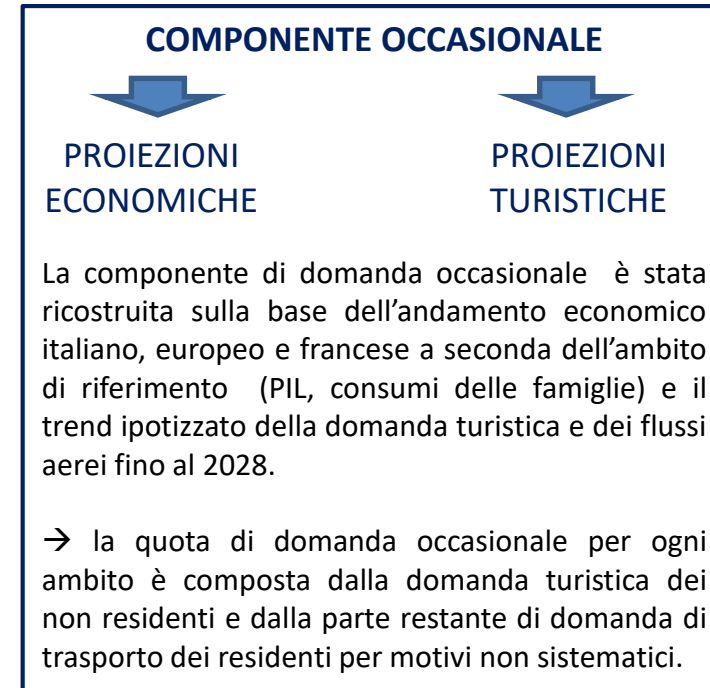 COMPONENTE OCCASIONALE
PROIEZIONI ECONOMICHE
PROIEZIONI TURISTICHE
La componente di domanda occasionale è stata
ricostruita sulla base dell’andamento economico
italiano, europeo e francese a seconda dell’ambito
di riferimento (PIL, consumi delle famiglie) e il
trend ipotizzato della domanda turistica e dei flussi
aerei fino al 2028.
→ la quota di domanda occasionale per ogni
ambito è composta dalla domanda turistica dei
non residenti e dalla parte restante di domanda di
trasporto dei residenti per motivi non sistematici.